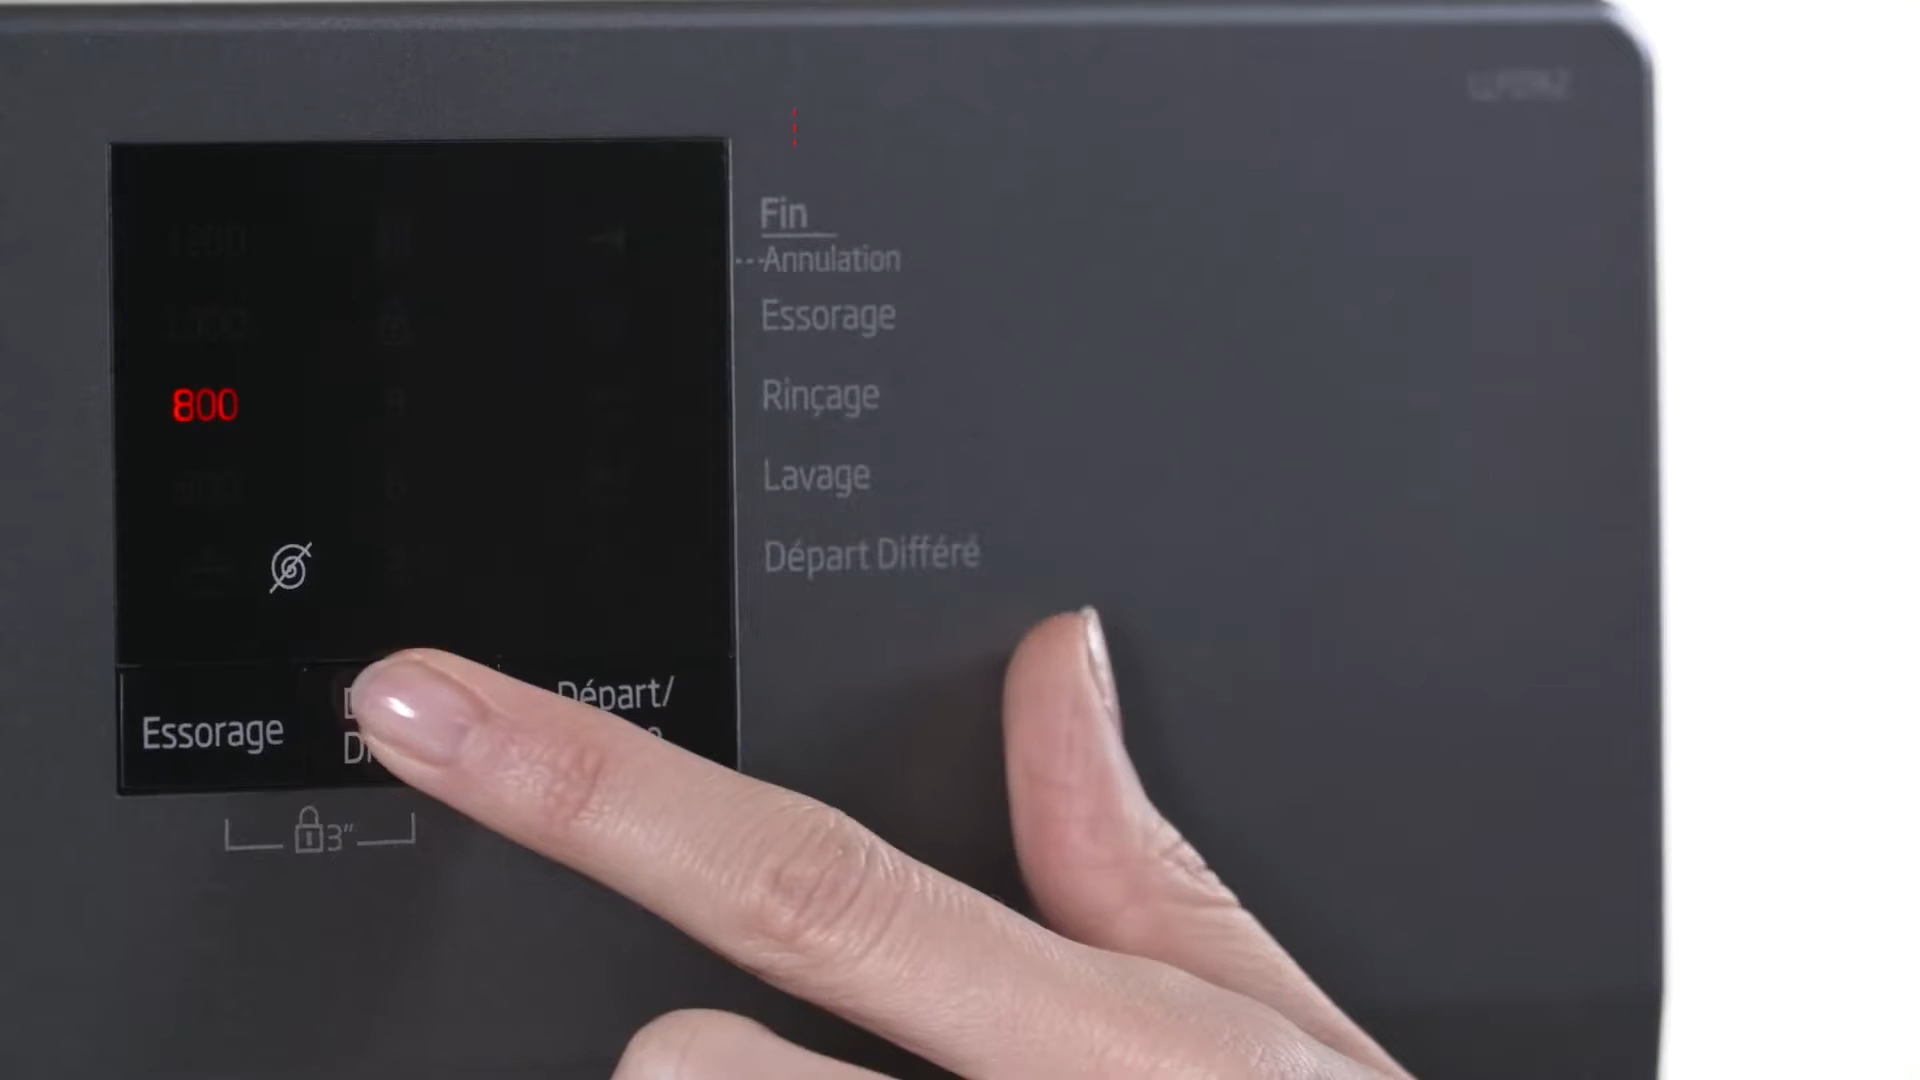 Fin
Annulation
Essorage
800
Rinçage
Lavage
Départ Différé
Essorage
Départ/
3"